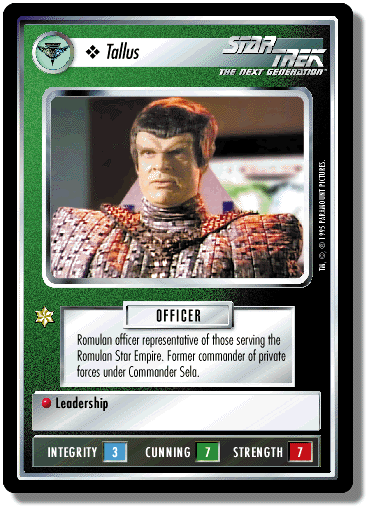 ❖ Tallus
STAR TREK
THE NEXT GENERATION™
TM, © ® 1995 PARAMOUNT PICTURES.
OFFICER
Romulan officer representative of those serving the
Romulan Star Empire. Former commander of private
forces under Commander Sela.
Leadership
INTEGRITY 3 CUNNING 7 STRENGTH 7